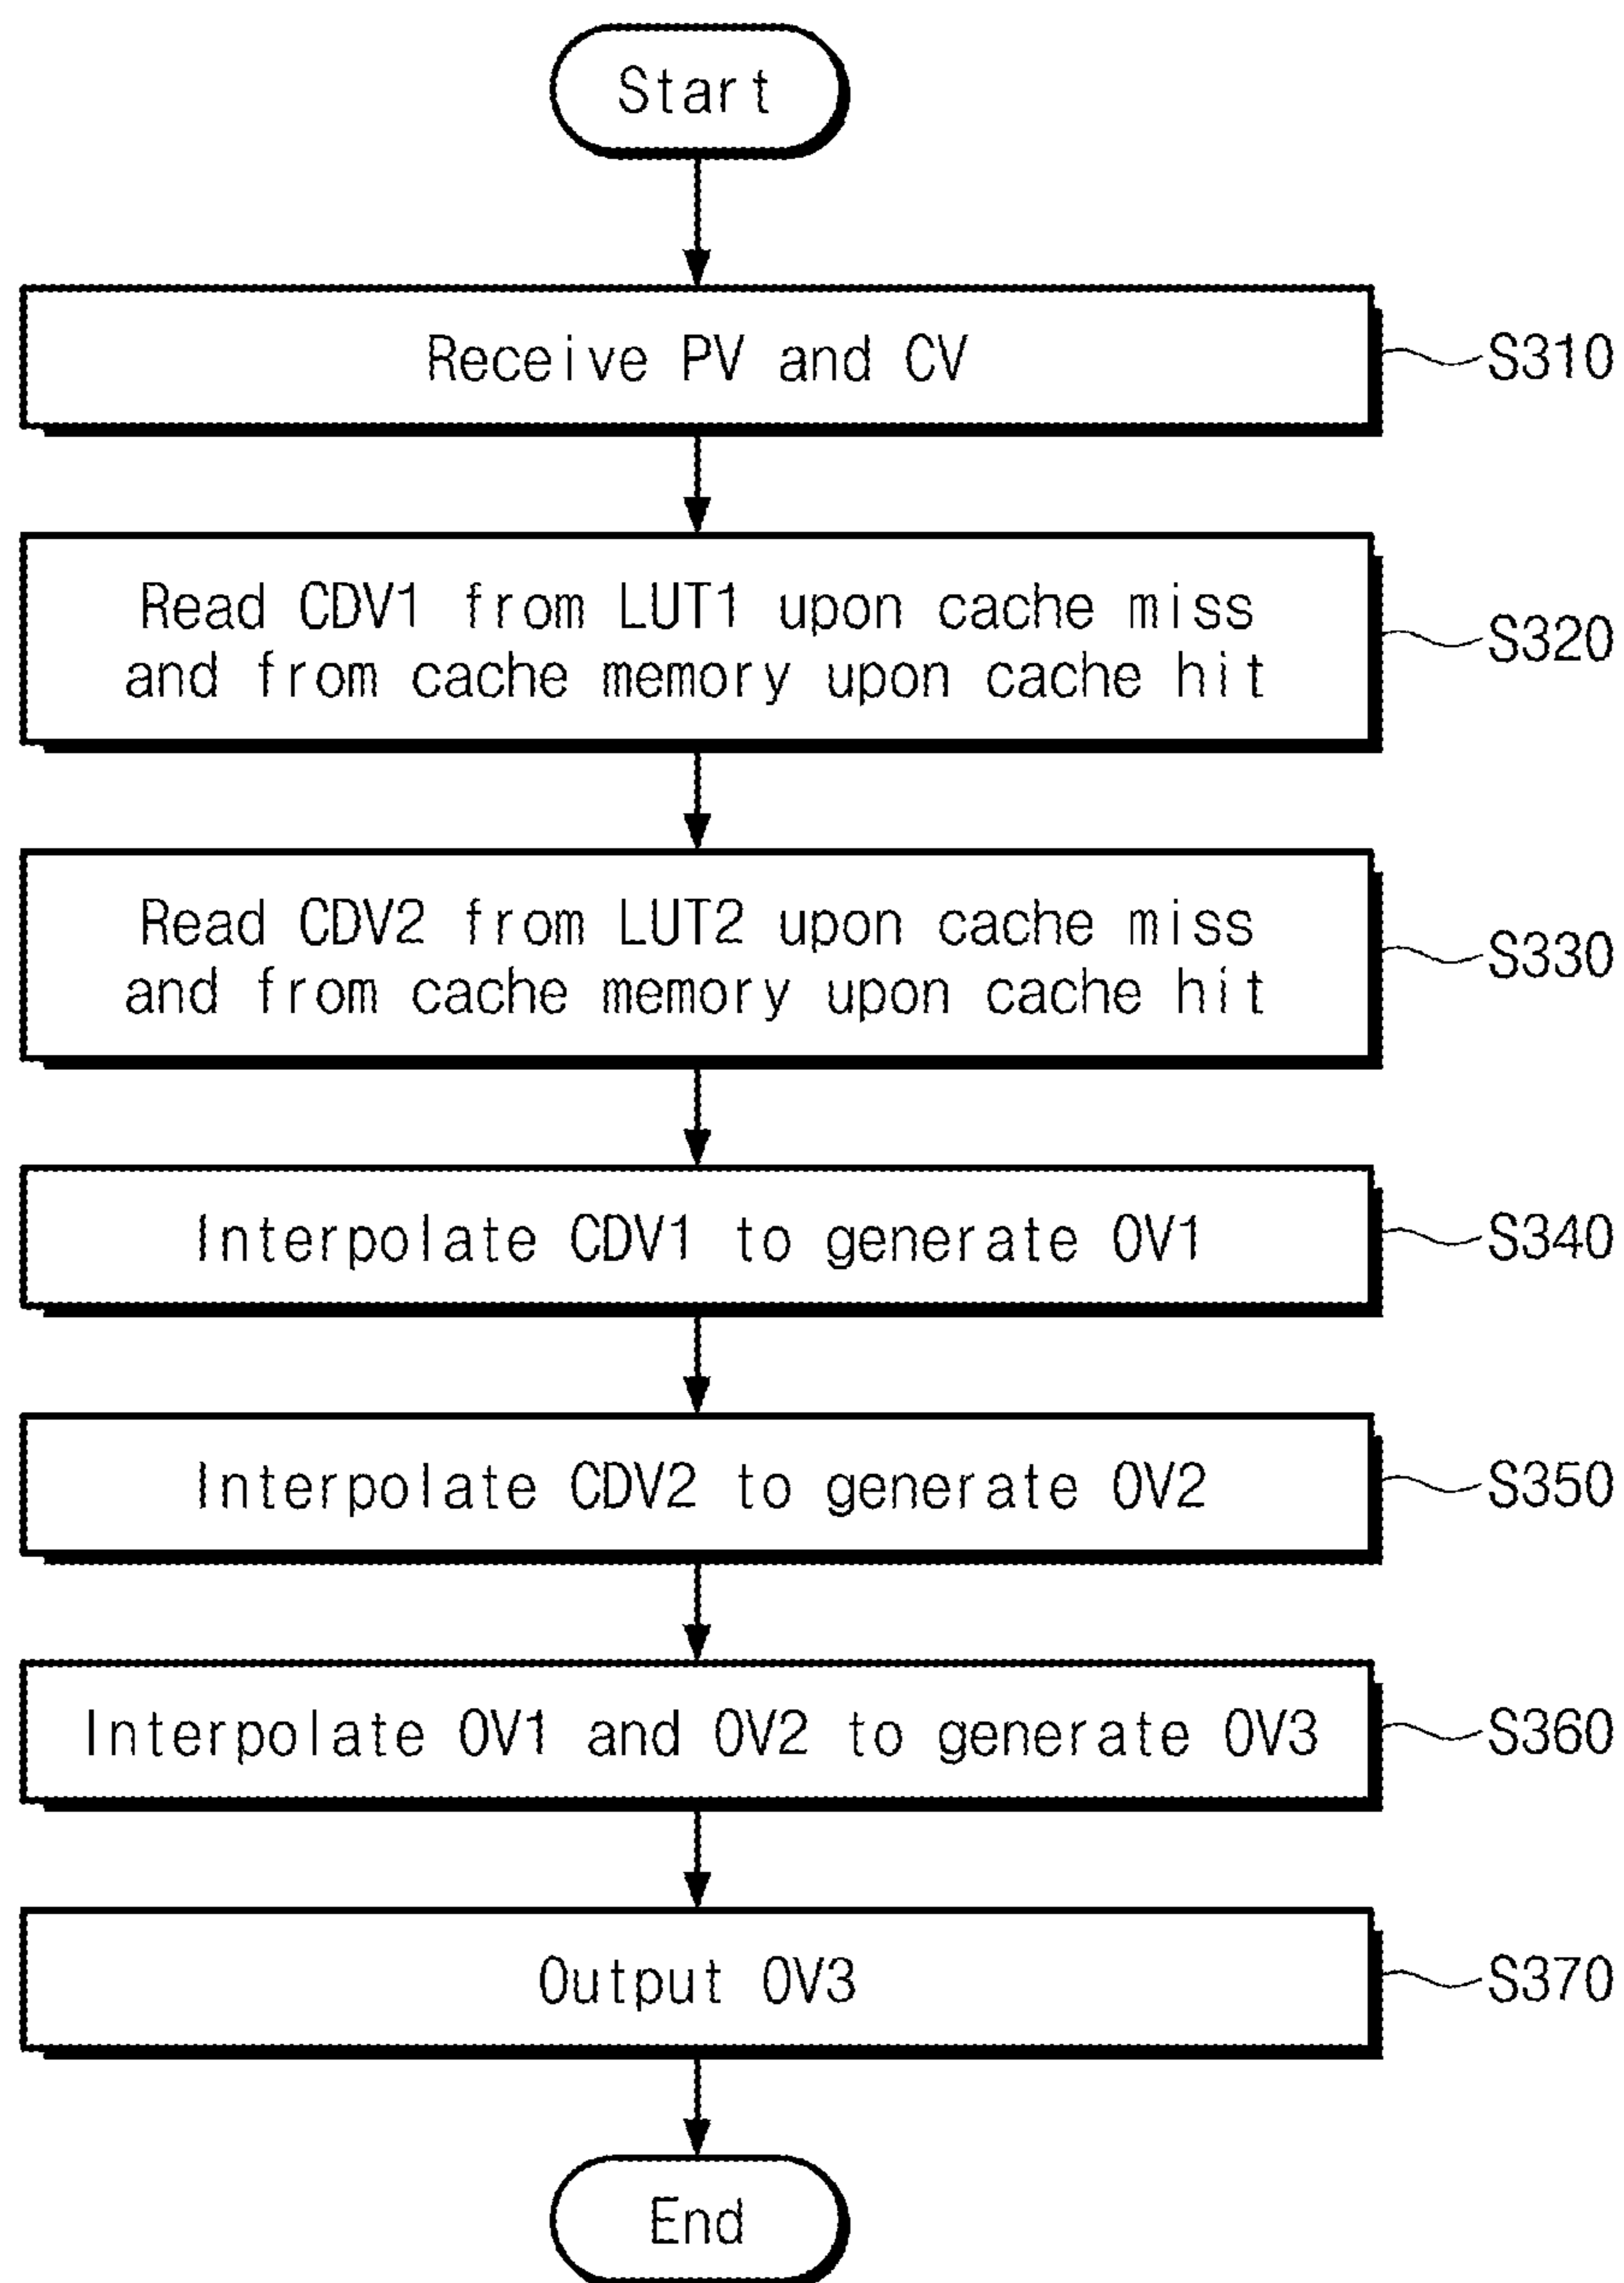 Start
Receive PV and CV
S310
Read CDV1 from LUT1 upon cache miss
and from cache memory upon cache hit
S320
Read CDV2 from LUT2 upon cache miss
and from cache memory upon cache hit
S330
Interpolate CDV1 to generate OV1
S340
Interpolate CDV2 to generate OV2
S350
Interpolate OV1 and OV2 to generate OV3
S360
Output OV3
S370
End